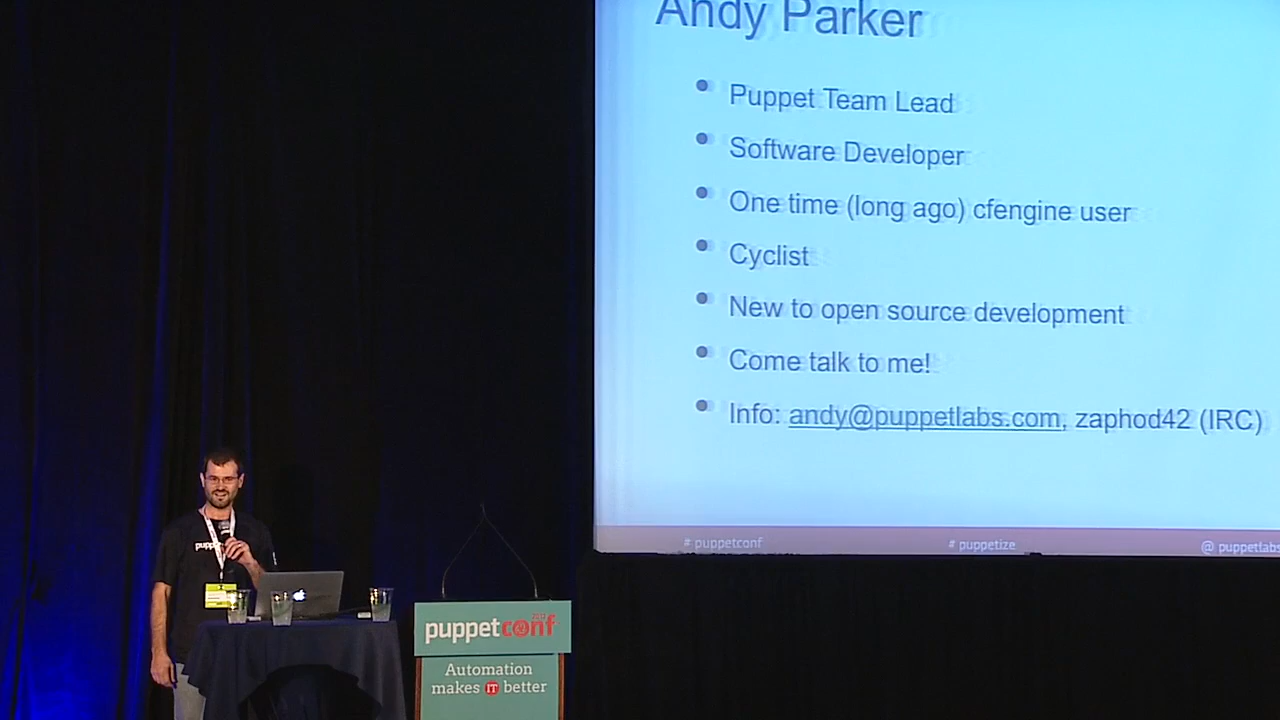 Andy Parker
Puppet Team Lead
Software Developer
One time (long ago) cfengine user
Cyclist
New to open source development
Come talk to me!
Info: andy@puppetlabs.com, zaphod42 (IRC)
# puppetconf
# puppetize
@ puppetlabs
puppetconf
Automation
makes IT better